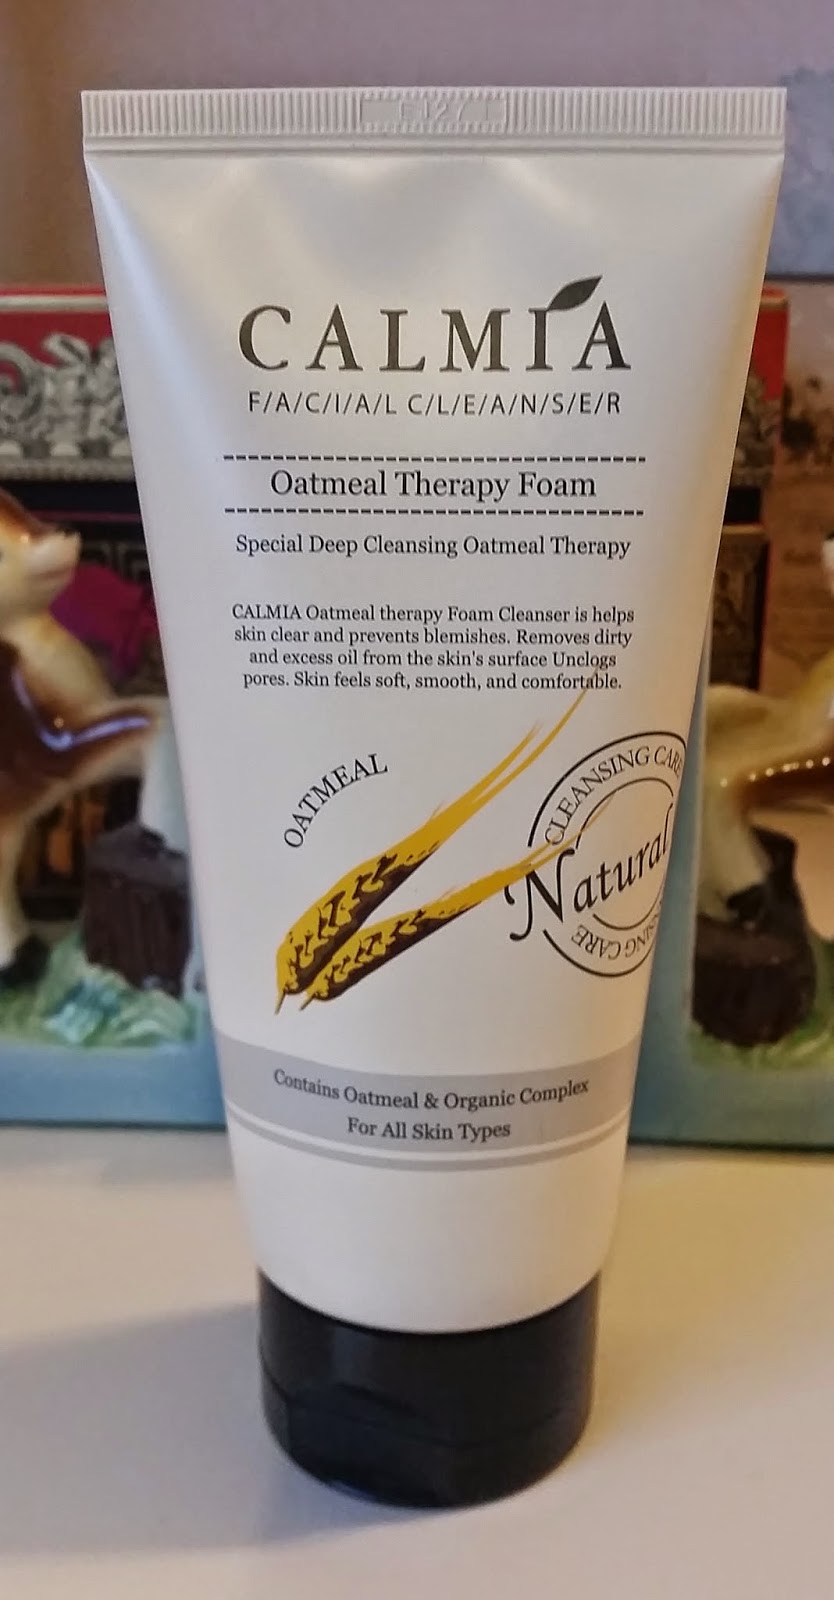 CALMIA
F/A/C/I/A/L C/L/E/A/N/S/E/R
Oatmeal Therapy Foam
Special Deep Cleansing Oatmeal Therapy
CALMIA Oatmeal therapy Foam Cleanser is helps
skin clear and prevents blemishes. Removes dirty
and excess oil from the skin's surface Unclogs
pores. Skin feels soft, smooth, and comfortable.
OATMEAL
CLEANSING CARE
Natural
CARE
Contains Oatmeal & Organic Complex
For All Skin Types